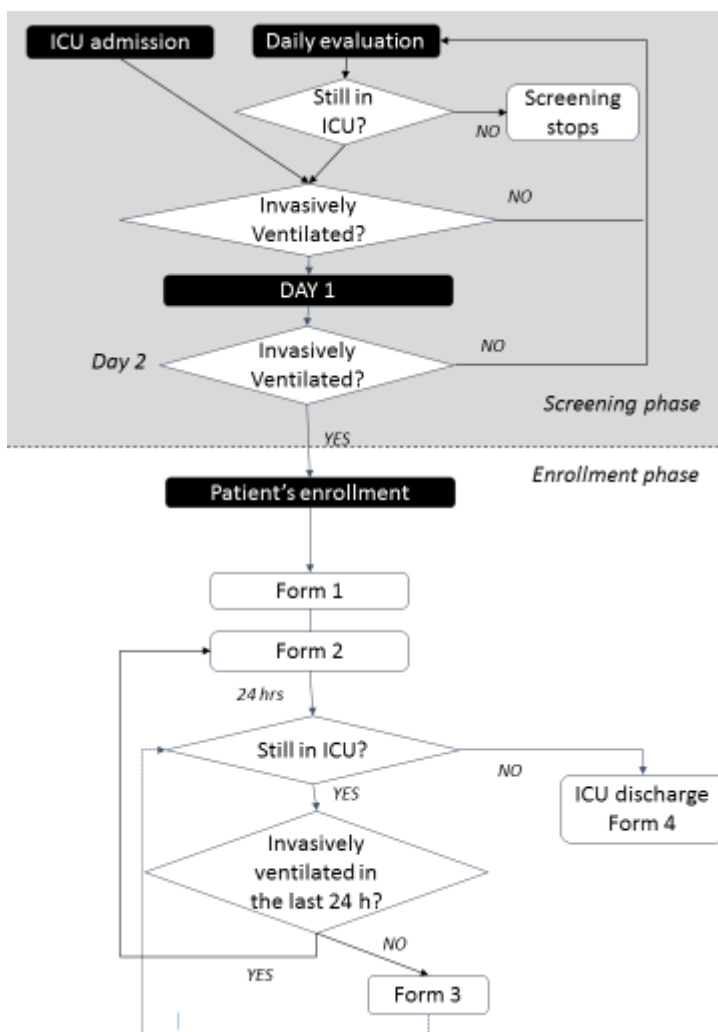 ICU admission
Daily evaluation
Still in
ICU?
NO
Screening
stops
Invasively
Ventilated?
NO
DAY 1
Day 2
Invasively
Ventilated?
NO
Screening phase
YES
Enrollment phase
Patient's enrollment
Form 1
Form 2
24 hrs
Still in ICU?
NO
YES
ICU discharge
Form 4
Invasively
ventilated in
the last 24 h?
NO
YES
Form 3